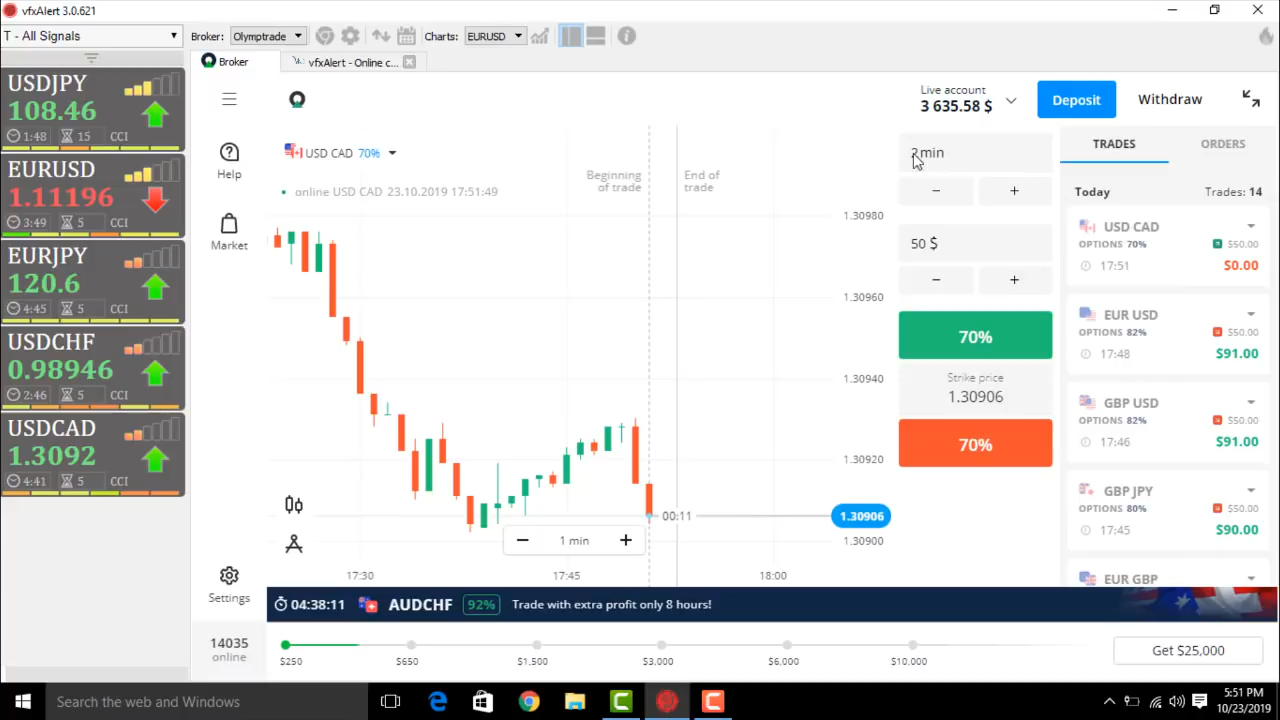 vfxAlert 3.0.621
T - All Signals
Broker:
Olymptrade
Charts:
EURUSD
Broker
vfxAlert - Online c...
USDJPY
108.46
1:48
15
CCI
EURUSD
1.11196
3:49
5
CCI
EURJPY
120.6
4:45
5
CCI
USDCHF
0.98946
2:46
5
CCI
USDCAD
1.3092
4:41
5
CCI
Help
Market
Settings
14035
online
Live account
3 635.58 $
Deposit
Withdraw
USD CAD 70%
online USD CAD 23.10.2019 17:51:49
Beginning
of trade
End of
trade
1.30980
1.30960
1.30940
1.30920
1.30906
1.30900
00:11
1 min
17:30
17:45
18:00
min
50 $
70%
Strike price
1.30906
70%
TRADES
ORDERS
Today
Trades: 14
USD CAD
OPTIONS 70%
$50.00
17:51
$0.00
EUR USD
OPTIONS 82%
$50.00
17:48
$91.00
GBP USD
OPTIONS 82%
$50.00
17:46
$91.00
GBP JPY
OPTIONS 80%
$50.00
17:45
$90.00
EUR GBP
04:38:11
AUDCHF
92%
Trade with extra profit only 8 hours!
$250
$650
$1,500
$3,000
$6,000
$10,000
Get $25,000
Search the web and Windows
5:51 PM
10/23/2019